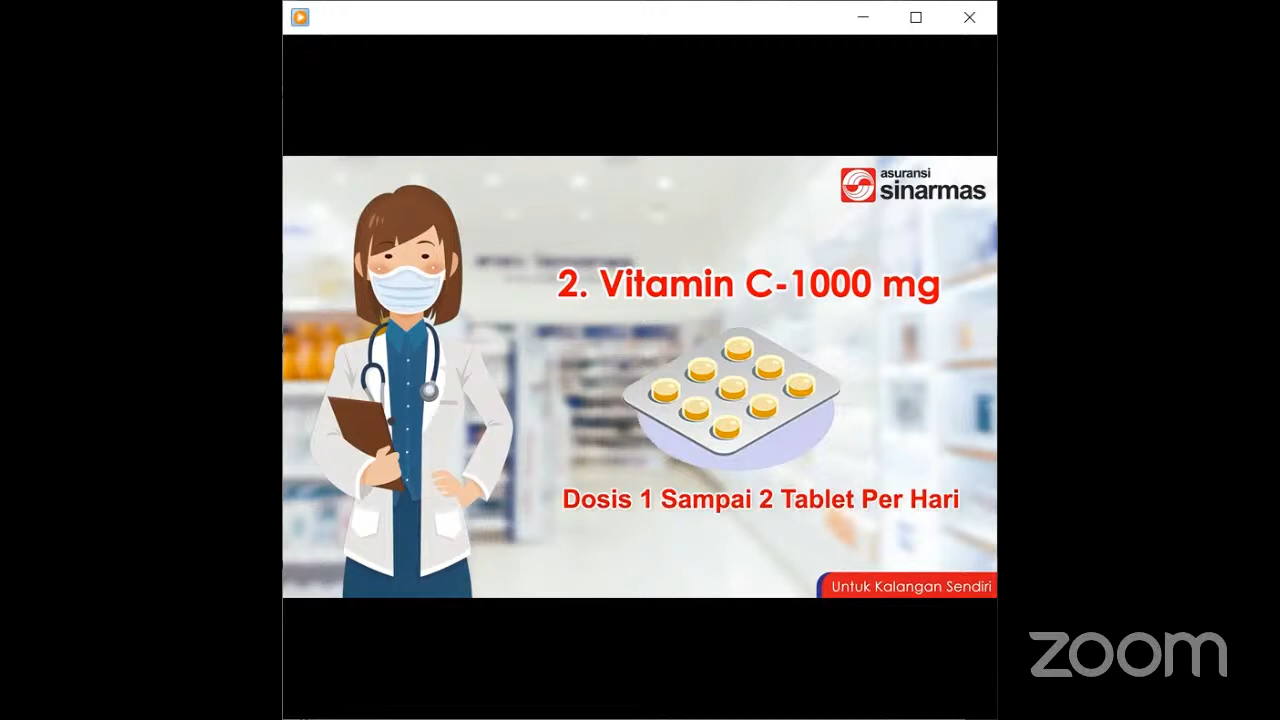 asuransi
sinarmas
2. Vitamin C-1000 mg
Dosis 1 Sampai 2 Tablet Per Hari
Untuk Kalangan Sendiri
zoom